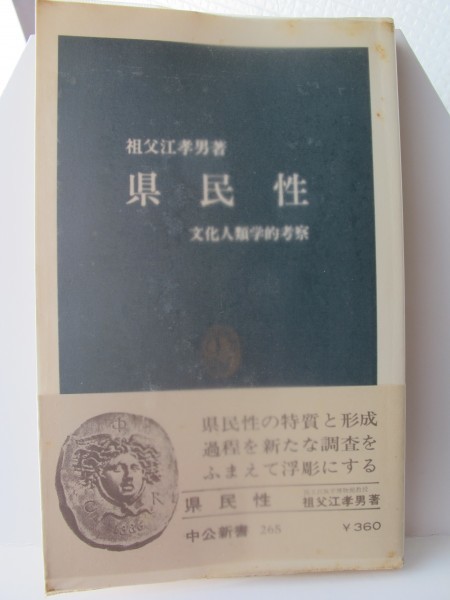 祖父江孝男著
県民性
文化人類学的考察
県民性の特質と形成
過程を新たな調査を
ふまえて浮彫にする
県民性
祖父江孝男著
中公新書 265
￥360